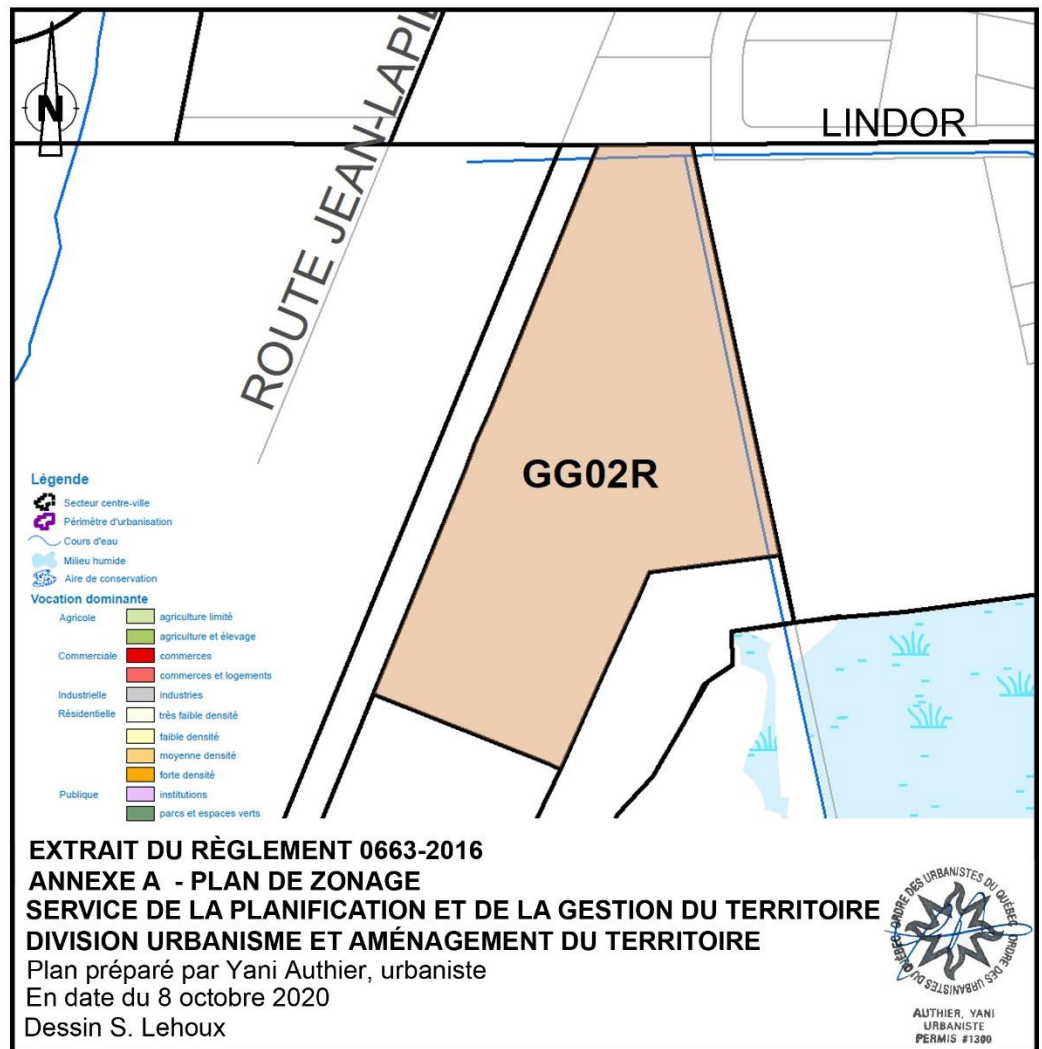 ROUTE JEAN-LAPI
LINDOR
N
GG02R
Légende
Secteur centre-ville
Périmètre d'urbanisation
Cours d'eau
Milieu humide
Aire de conservation
Vocation dominante
Agricole agriculture limité
agriculture et élevage
Commerciale commerces
commerces et logements
Industrielle industries
Résidentielle très faible densité
faible densité
moyenne densité
forte densité
Publique institutions
parcs et espaces verts
EXTRAIT DU RÈGLEMENT 0663-2016
ANNEXE A - PLAN DE ZONAGE
SERVICE DE LA PLANIFICATION ET DE LA GESTION DU TERRITOIRE
DIVISION URBANISME ET AMÉNAGEMENT DU TERRITOIRE
Plan préparé par Yani Authier, urbaniste
En date du 8 octobre 2020
Dessin S. Lehoux
ORDRE DES URBANISTES DU QUÉBEC
ORDRE DES URBANISTES DU QUÉBEC
AUTHIER, YANI
URBANISTE
PERMIS #1300